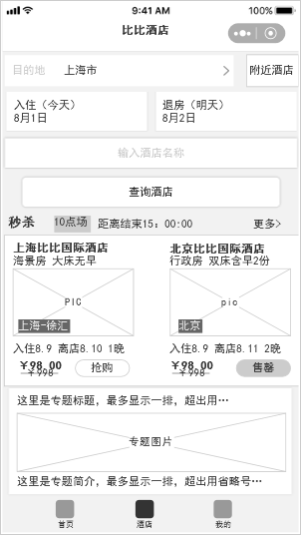 9:41 AM
100%
比比酒店
目的地 上海市
附近酒店
入住（今天）
8月1日
退房（明天）
8月2日
输入酒店名称
查询酒店
秒杀 10点场 距离结束15：00:00 更多>
上海比比国际酒店
海景房 大床无早
PIC
上海-徐汇
入住8.9 离店8.10 1晚
￥98.00
￥998
抢购
北京比比国际酒店
行政房 双床含早2份
pic
北京
入住8.9 离店8.11 2晚
￥98.00
￥998
售罄
这里是专题标题，最多显示一排，超出用…
专题图片
这里是专题简介，最多显示一排，超出用省略号…
首页
酒店
我的